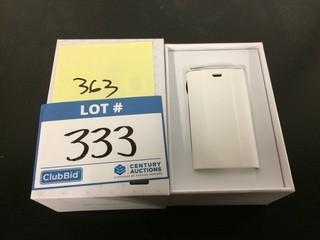 363
LOT #
333
ClubBid
CENTURY
AUCTIONS